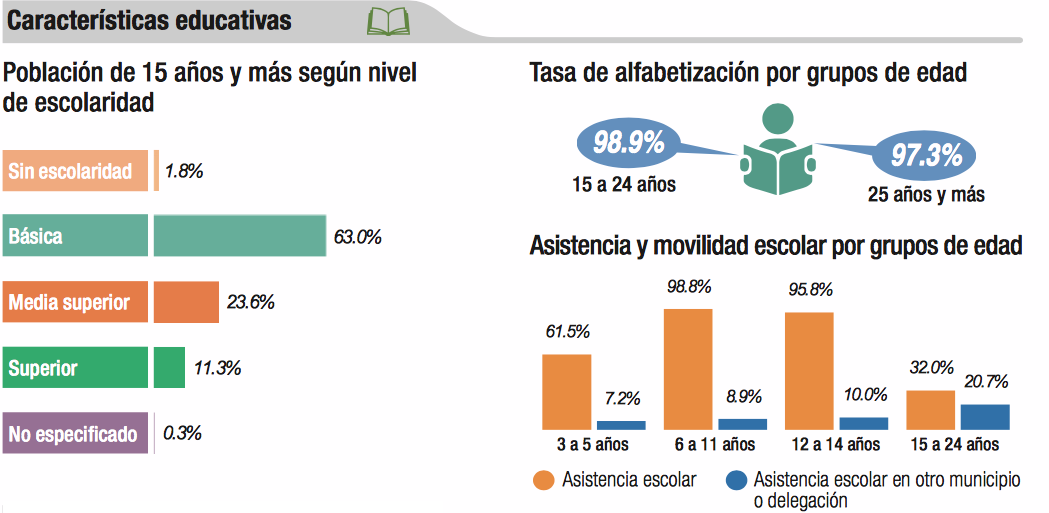 Características educativas
Población de 15 años y más según nivel
de escolaridad
Sin escolaridad
1.8%
Básica
63.0%
Media superior
23.6%
Superior
11.3%
No especificado
0.3%
Tasa de alfabetización por grupos de edad
98.9%
15 a 24 años
97.3%
25 años y más
Asistencia y movilidad escolar por grupos de edad
61.5%
7.2%
98.8%
8.9%
95.8%
10.0%
32.0%
20.7%
3 a 5 años
6 a 11 años
12 a 14 años
15 a 24 años
Asistencia escolar
Asistencia escolar en otro municipio
o delegación